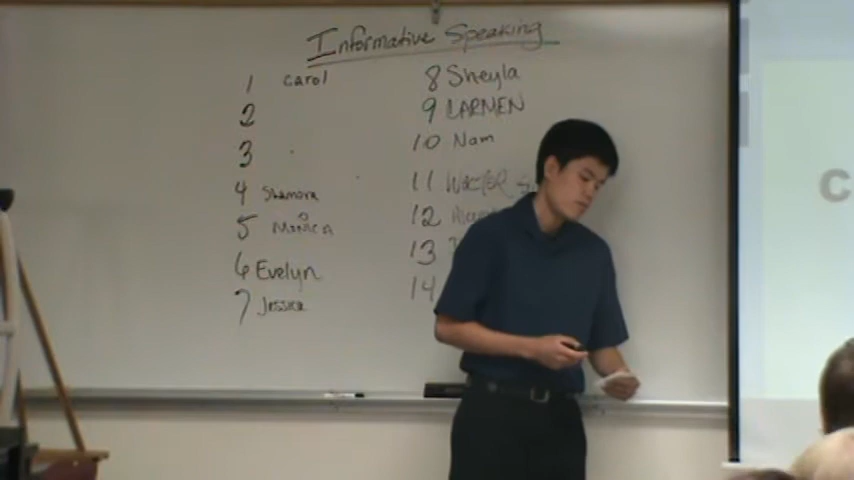 Informative Speaking
1 Carol
2
3
4 Shamora
5 Monica
6 Evelyn
7 Jessica
8 Sheyla
9 CARMEN
10 Nam
11
12
13
14
C